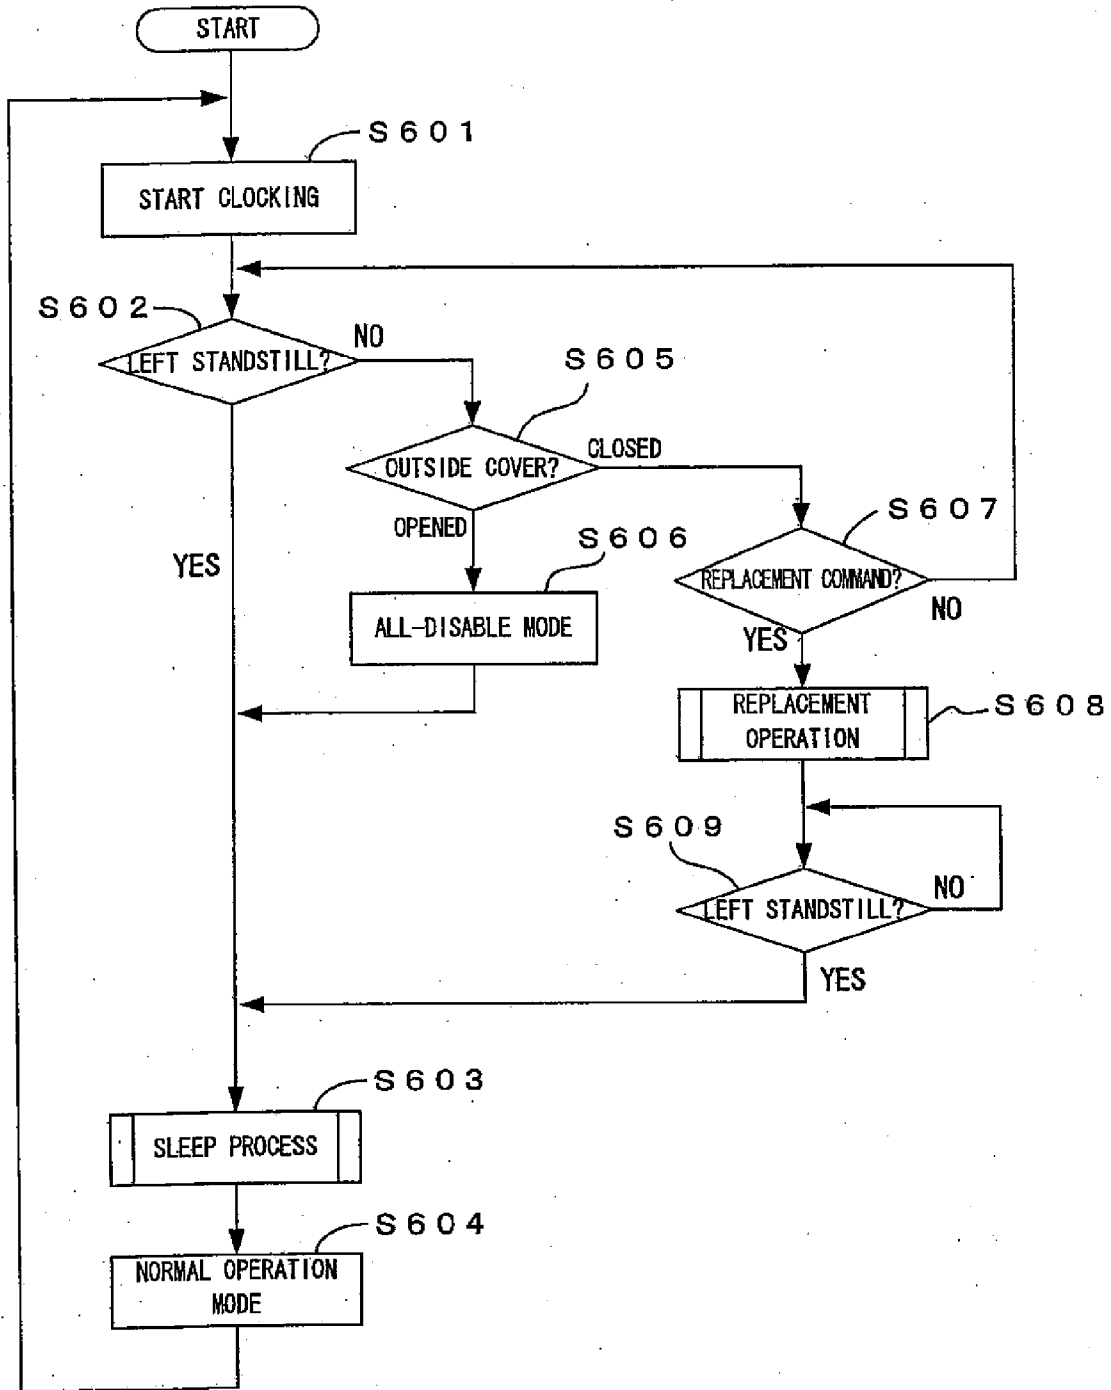 START
S601
START CLOCKING
S602
LEFT STANDSTILL?
NO
S605
OUTSIDE COVER?
CLOSED
OPENED
S607
REPLACEMENT COMMAND?
NO
YES
S606
ALL-DISABLE MODE
YES
REPLACEMENT
OPERATION
S608
S609
LEFT STANDSTILL?
NO
YES
S603
SLEEP PROCESS
S604
NORMAL OPERATION
MODE